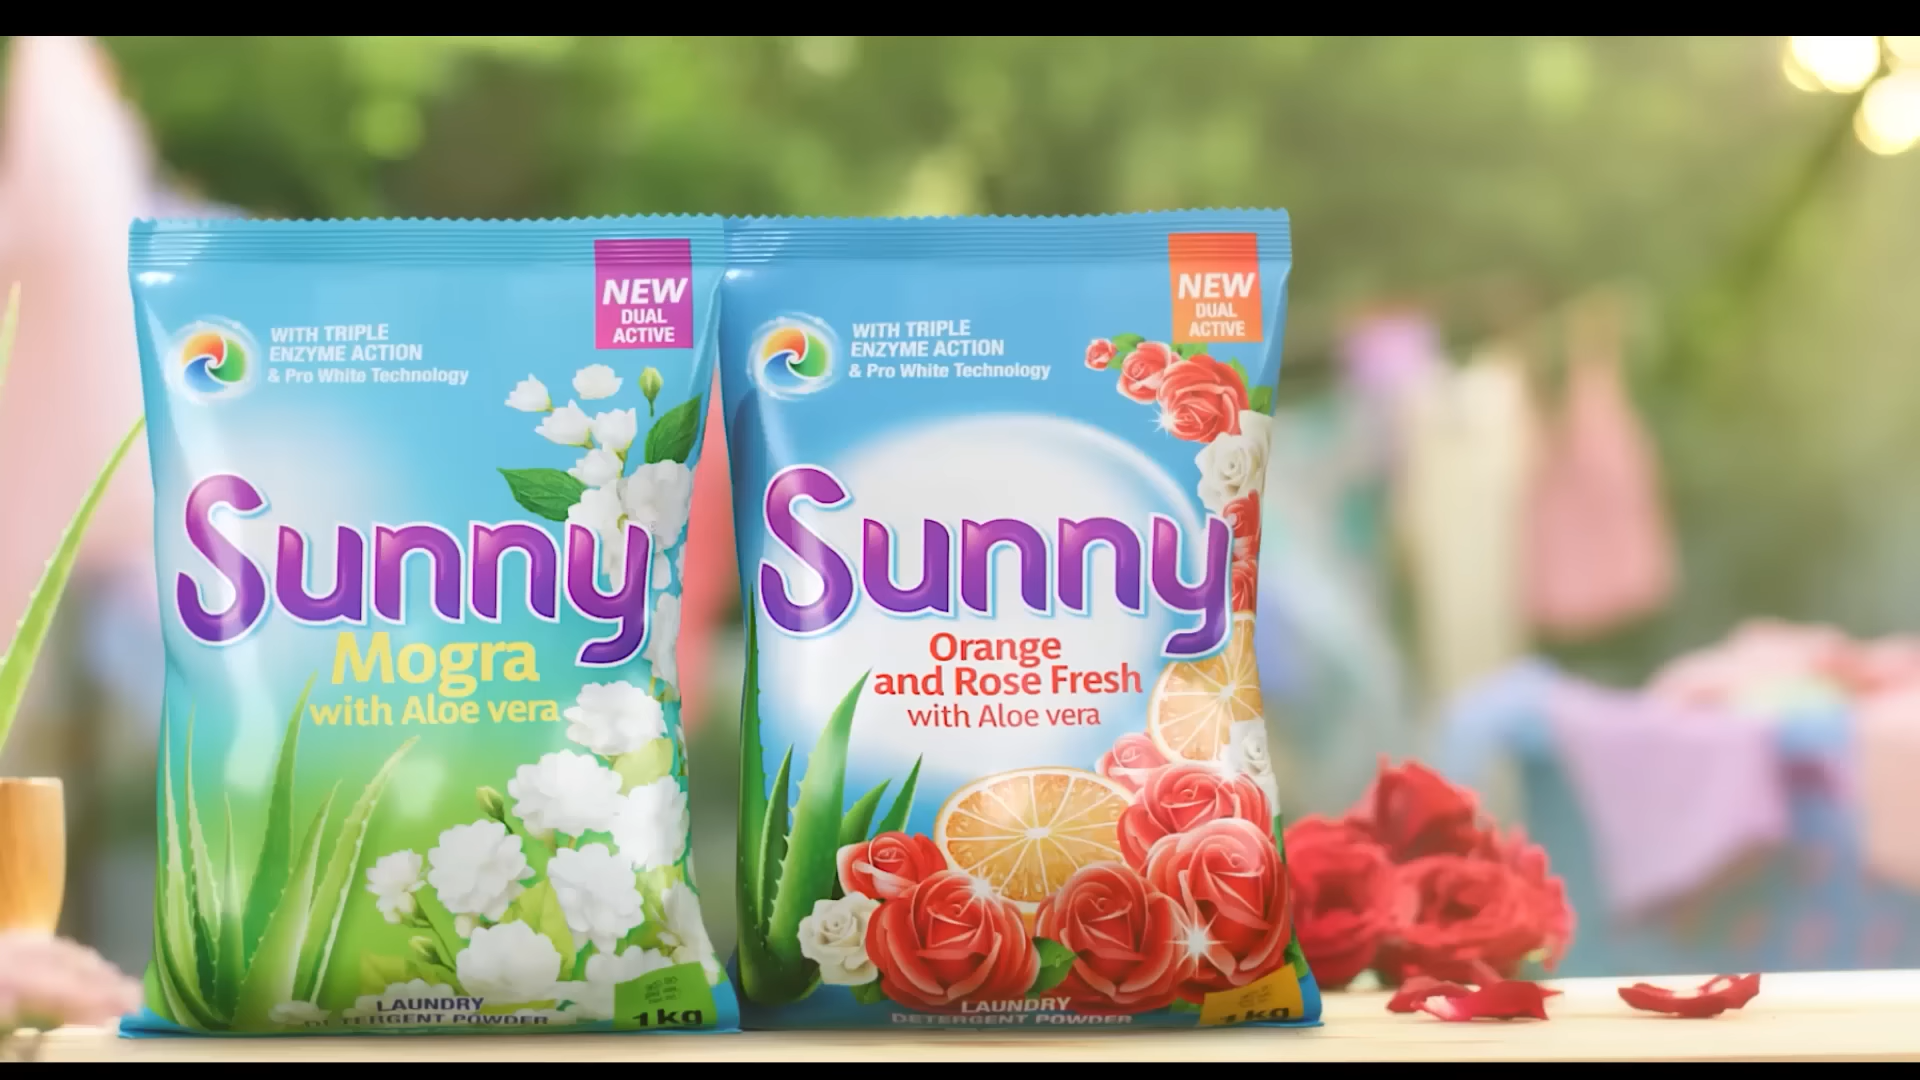 WITH TRIPLE
ENZYME ACTION
& Pro White Technology
NEW
DUAL
ACTIVE
Sunny
Mogra
with Aloe vera
LAUNDRY
DETERGENT POWDER
1kg
WITH TRIPLE
ENZYME ACTION
& Pro White Technology
NEW
DUAL
ACTIVE
Sunny
Orange
and Rose Fresh
with Aloe vera
LAUNDRY
DETERGENT POWDER
1kg